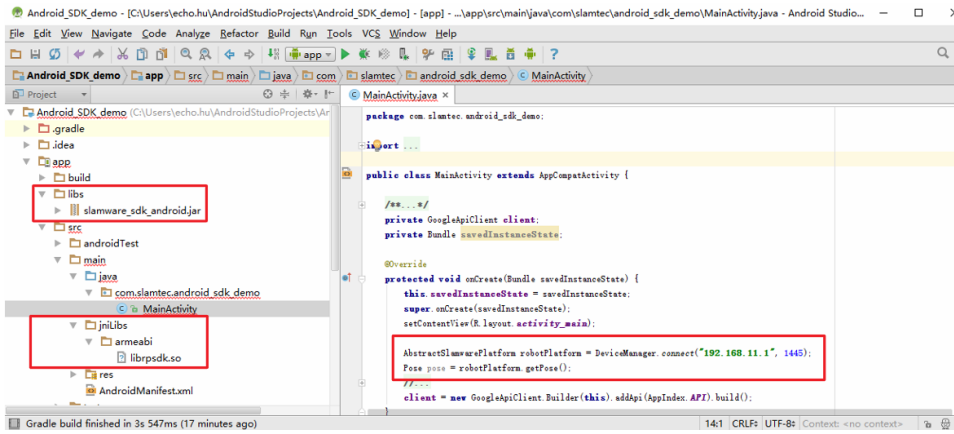 Android_SDK_demo - [C:\Users\echo.hu\AndroidStudioProjects\Android_SDK_demo] - [app] - ...\app\src\main\java\com\slamtec\android_sdk_demo\MainActivity.java - Android Studio...
File Edit View Navigate Code Analyze Refactor Build Run Tools VCS Window Help
app
Android_SDK_demo app src main java com slamtec android_sdk_demo MainActivity
Project
MainActivity.java
Android_SDK_demo (C:\Users\echo.hu\AndroidStudioProjects\Ar
.gradle
.idea
app
build
libs
slamware_sdk_android.jar
src
androidTest
main
java
com.slamtec.android_sdk_demo
MainActivity
jniLibs
armeabi
librpsdk.so
res
AndroidManifest.xml
package com.slamtec.android_sdk_demo;
import ...
public class MainActivity extends AppCompatActivity {
/**...*/
private GoogleApiClient client;
private Bundle savedInstanceState;
@Override
protected void onCreate(Bundle savedInstanceState) {
this.savedInstanceState = savedInstanceState;
super.onCreate(savedInstanceState);
setContentView(R.layout.activity_main);
AbstractSlamwarePlatform robotPlatform = DeviceManager.connect("192.168.11.1", 1445);
Pose pose = robotPlatform.getPose();
//...
client = new GoogleApiClient.Builder(this).addApi(AppIndex.API).build();
}
Gradle build finished in 3s 547ms (17 minutes ago)
14:1 CRLF UTF-8 Context: <no context>